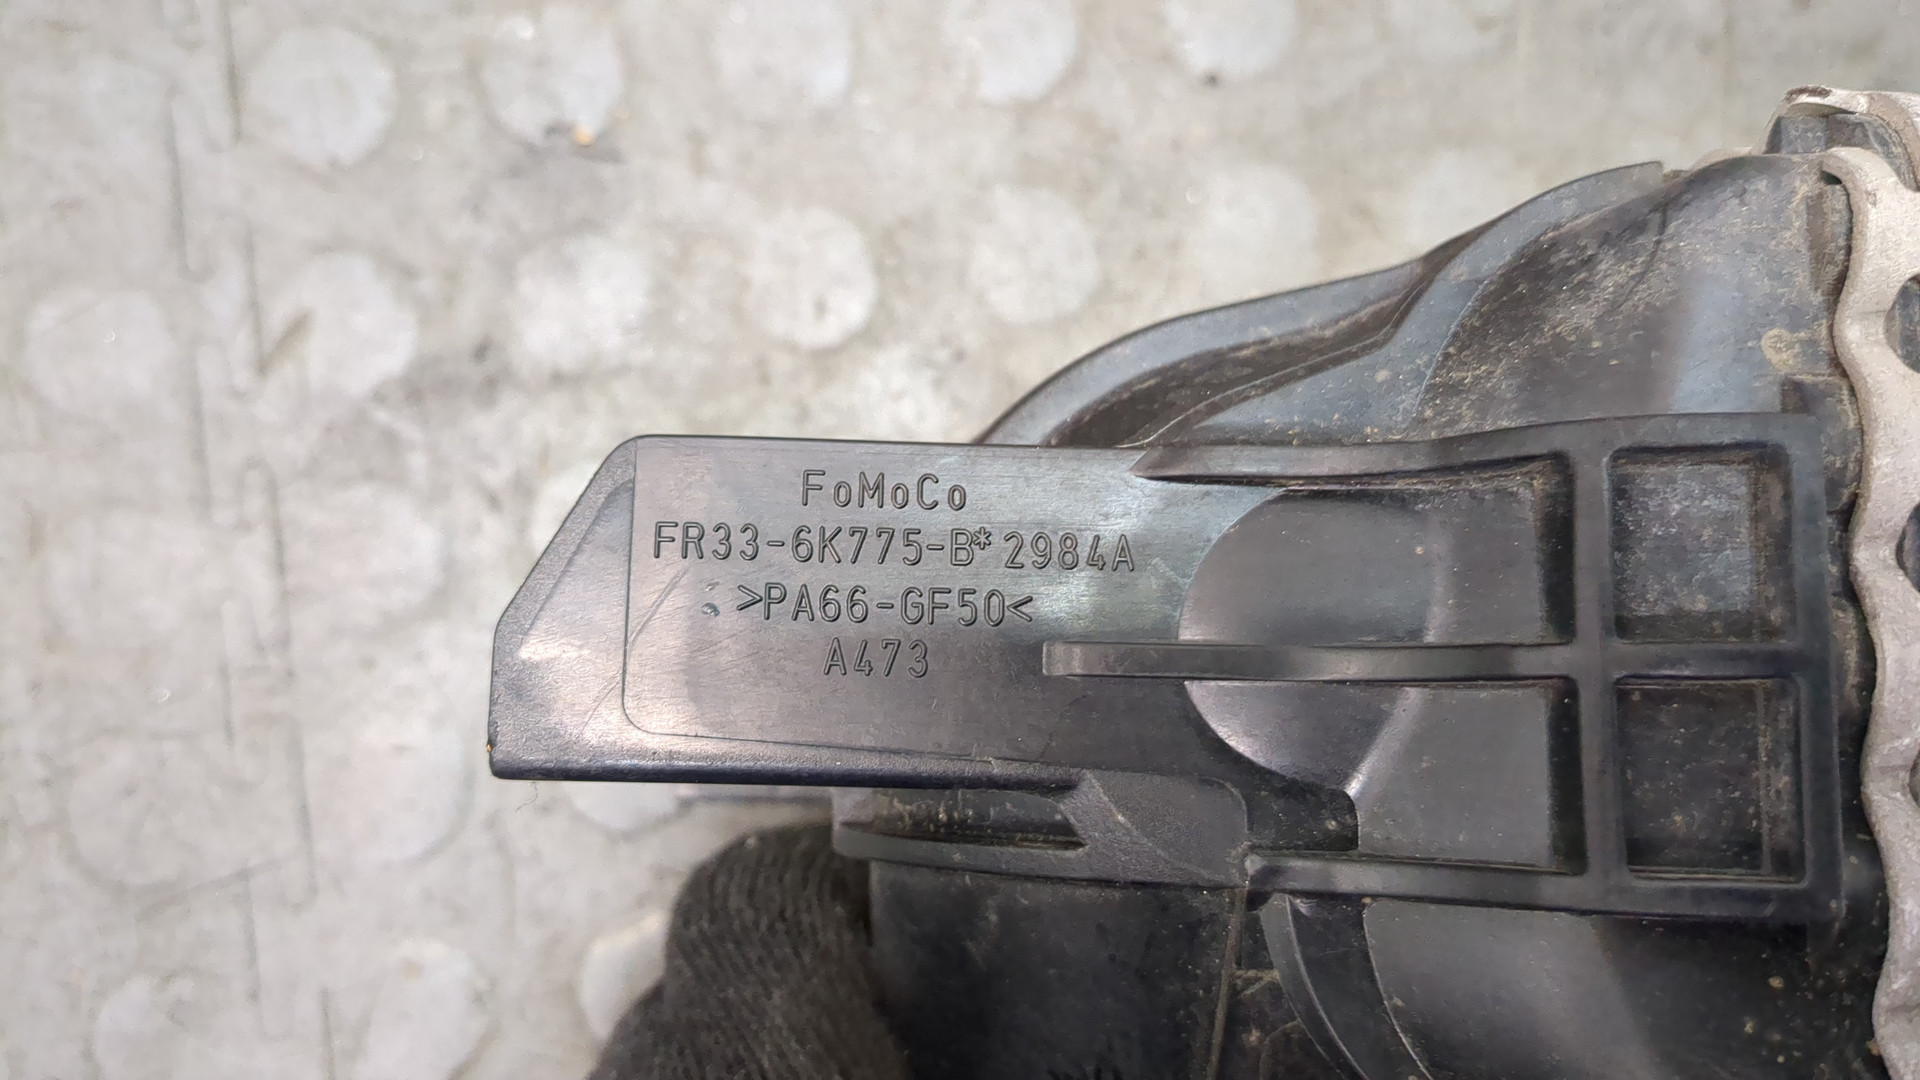 FoMoCo
FR33-6K775-B*2984A
>PA66-GF50<
A473